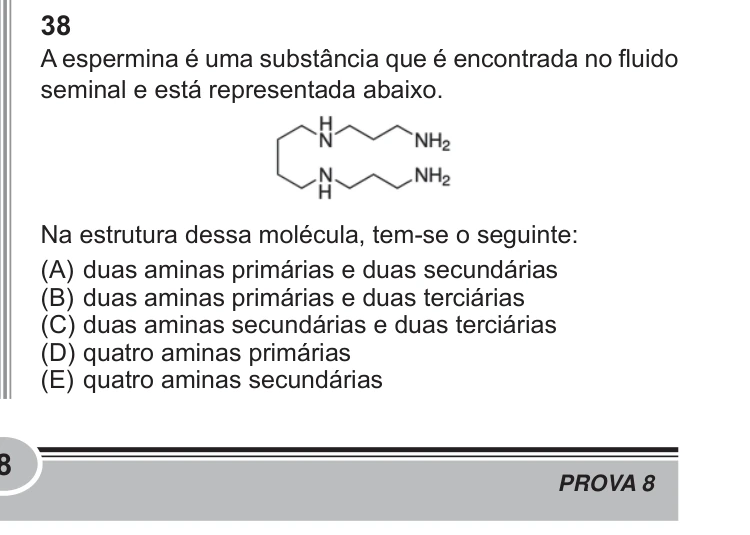 38
A espermina é uma substância que é encontrada no fluido
seminal e está representada abaixo.
H
N
NH₂
N
H
NH₂
Na estrutura dessa molécula, tem-se o seguinte:
(A) duas aminas primárias e duas secundárias
(B) duas aminas primárias e duas terciárias
(C) duas aminas secundárias e duas terciárias
(D) quatro aminas primárias
(E) quatro aminas secundárias
8
PROVA 8